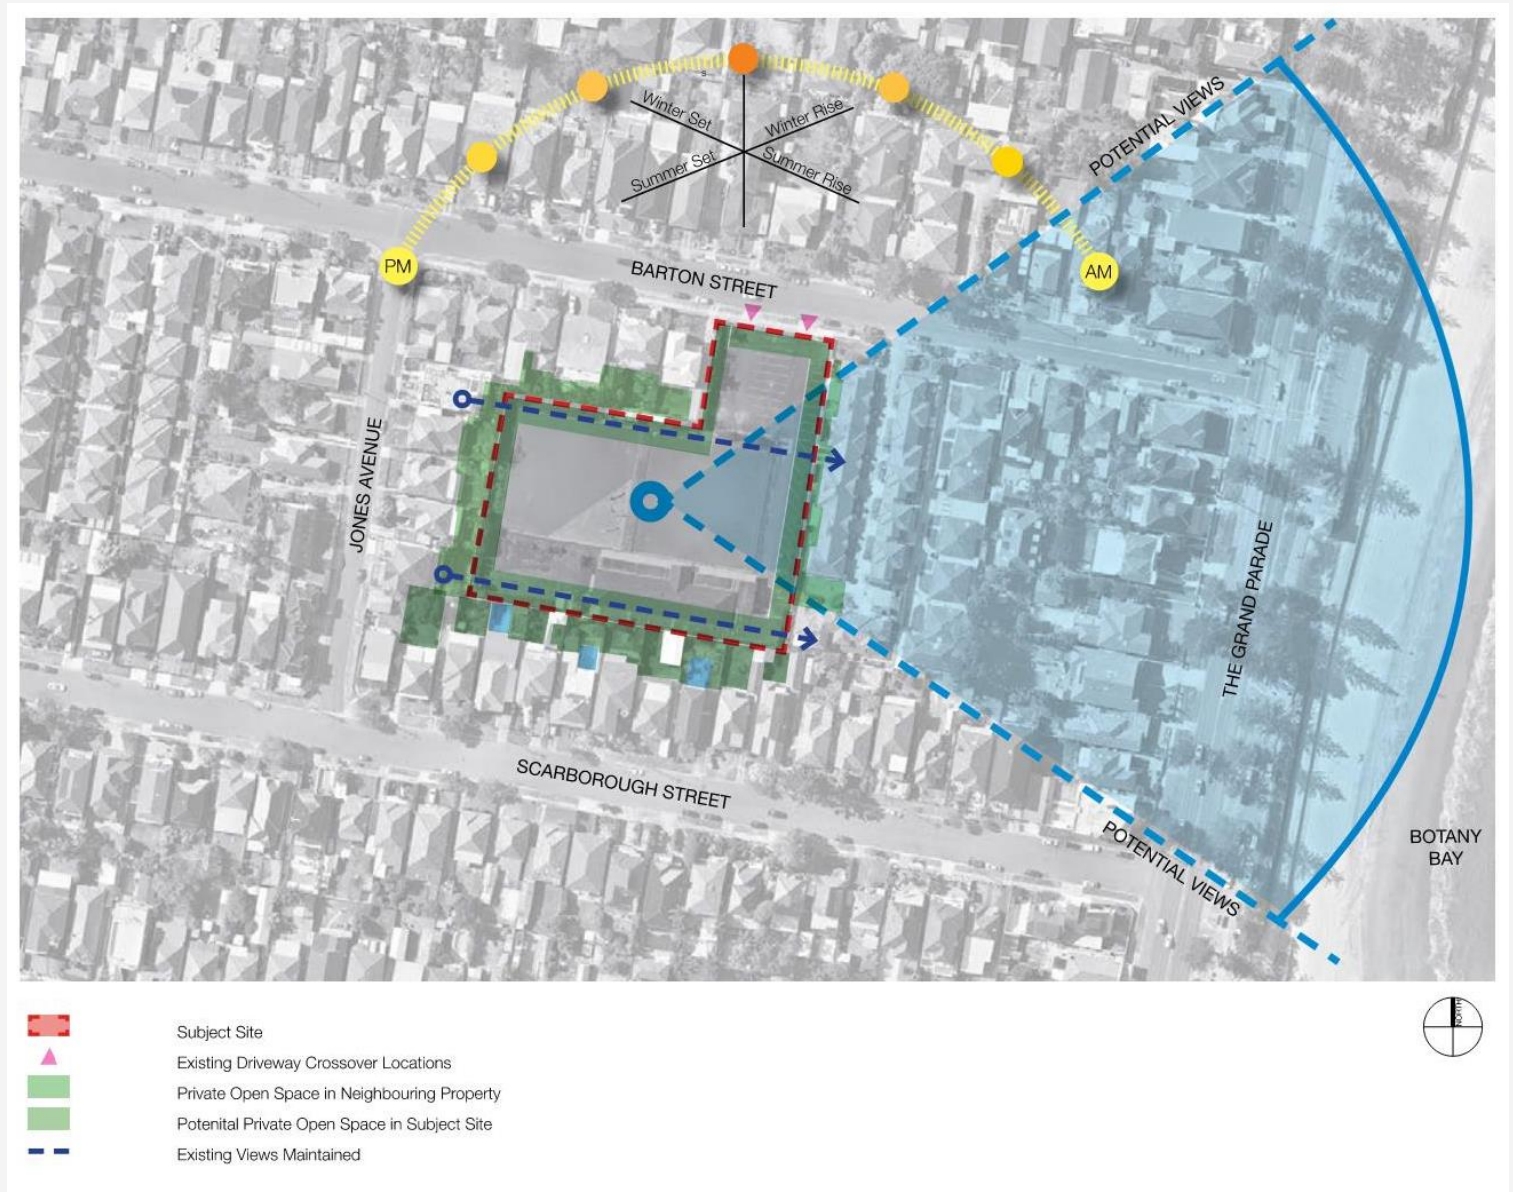 POTENTIAL VIEWS
Winter Set
Winter Rise
Summer Set
Summer Rise
PM
AM
BARTON STREET
JONES AVENUE
THE GRAND PARADE
SCARBOROUGH STREET
POTENTIAL VIEWS
BOTANY
BAY
Subject Site
NORTH
Existing Driveway Crossover Locations
Private Open Space in Neighbouring Property
Potenital Private Open Space in Subject Site
Existing Views Maintained